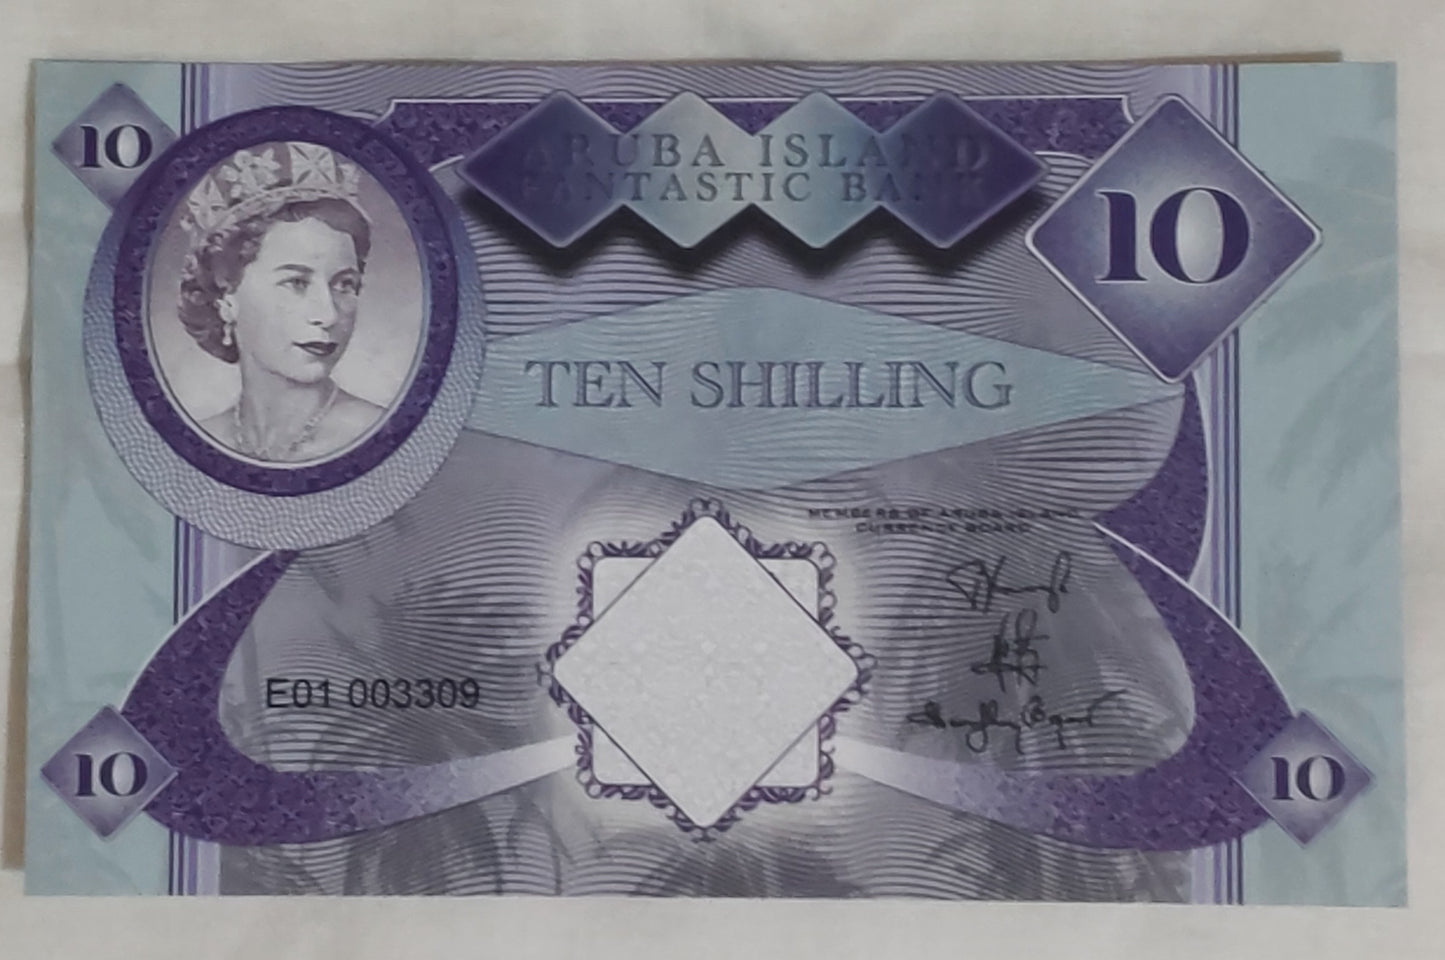 10
ARUBA ISLAND
FANTASTIC BANK
10
TEN SHILLING
MEMBERS OF ARUBA ISLAND
CURRENCY BOARD
E01 003309
10
10